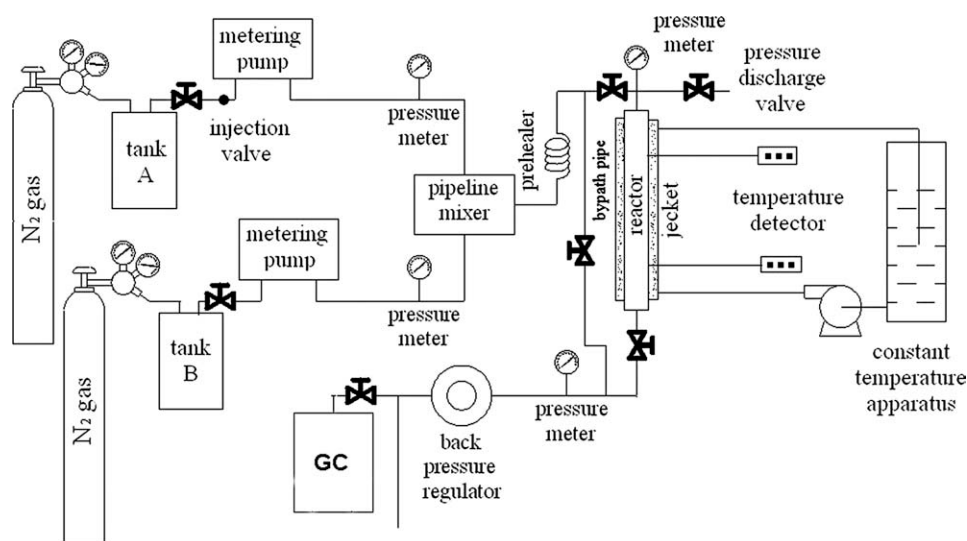 metering
pump
pressure
meter
pressure
discharge
valve
N₂ gas
tank
A
injection
valve
pressure
meter
prehealer
bypath pipe
reactor
jecket
temperature
detector
pipeline
mixer
metering
pump
N₂ gas
tank
B
pressure
meter
constant
temperature
apparatus
GC
back
pressure
regulator
pressure
meter